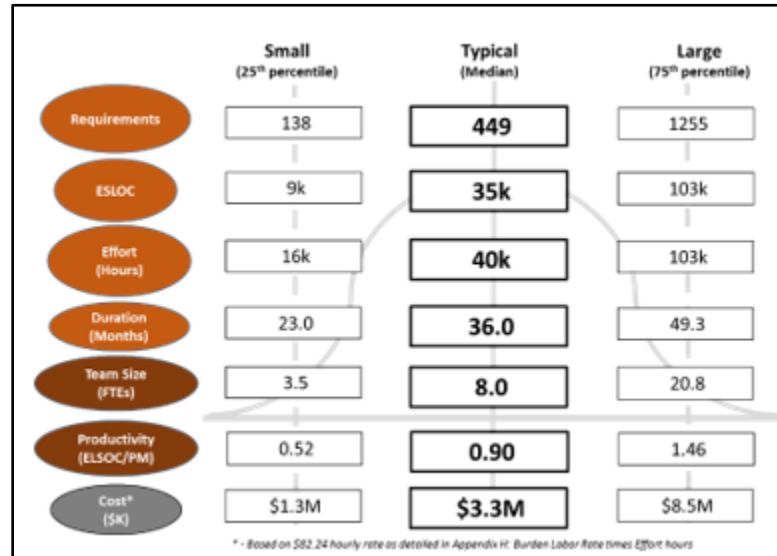 Small
(25th percentile)
Typical
(Median)
Large
(75th percentile)
Requirements
138
449
1255
ESLOC
9k
35k
103k
Effort
(Hours)
16k
40k
103k
Duration
(Months)
23.0
36.0
49.3
Team Size
(FTEs)
3.5
8.0
20.8
Productivity
(ELSOC/PM)
0.52
0.90
1.46
Cost*
($K)
$1.3M
$3.3M
$8.5M
* - Based on $82.24 hourly rate as detailed in Appendix H: Burden Labor Rate times Effort hours